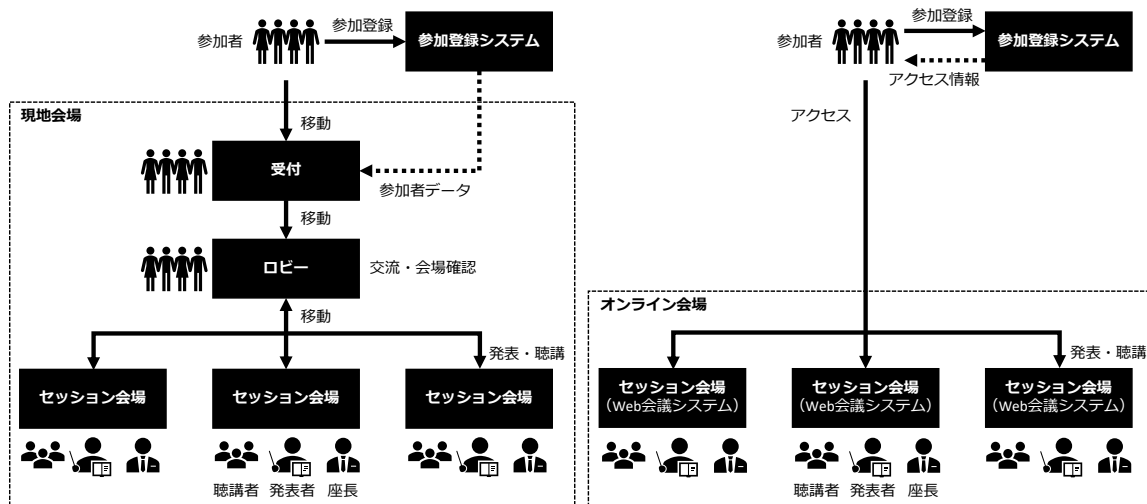 参加者
参加登録
参加登録システム
現地会場
移動
受付
参加者データ
移動
ロビー
交流・会場確認
移動
発表・聴講
セッション会場
セッション会場
セッション会場
聴講者
発表者
座長
参加者
参加登録
参加登録システム
アクセス情報
アクセス
オンライン会場
発表・聴講
セッション会場
（Web会議システム）
セッション会場
（Web会議システム）
セッション会場
（Web会議システム）
聴講者
発表者
座長